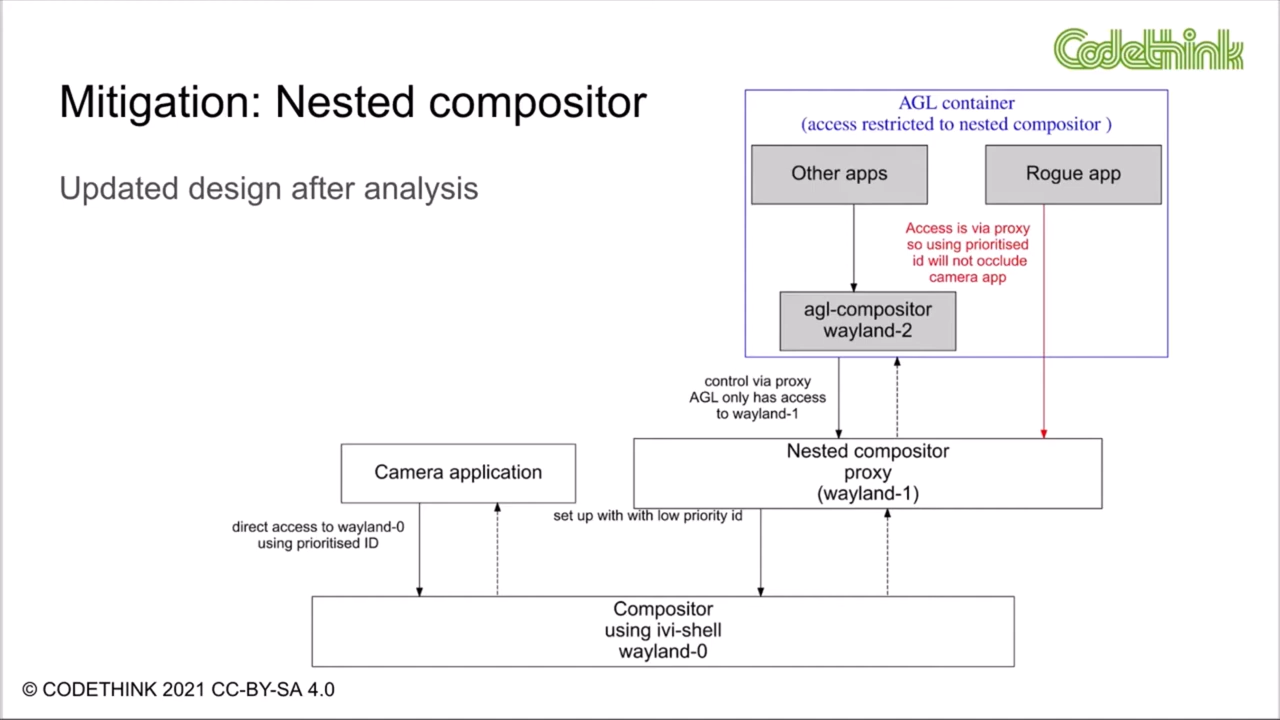 Codethink
Mitigation: Nested compositor
Updated design after analysis
AGL container
(access restricted to nested compositor )
Other apps
Rogue app
Access is via proxy
so using prioritised
id will not occlude
camera app
agl-compositor
wayland-2
control via proxy
AGL only has access
to wayland-1
Nested compositor
proxy
(wayland-1)
Camera application
direct access to wayland-0
using prioritised ID
set up with with low priority id
Compositor
using ivi-shell
wayland-0
© CODETHINK 2021 CC-BY-SA 4.0